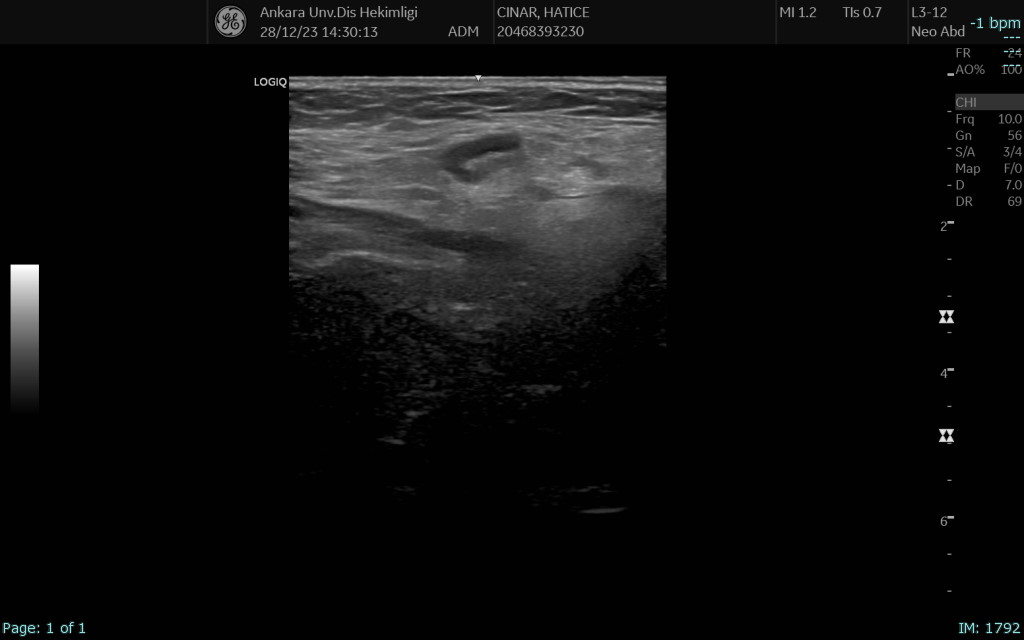 GE
Ankara Unv.Dis Hekimligi
28/12/23 14:30:13 ADM
CINAR, HATICE
20468393230
MI 1.2 TIs 0.7
L3-12
Neo Abd
-1 bpm
---
---
---
LOGIQ
FR 24
AO% 100
CHI
Frq 10.0
Gn 56
S/A 3/4
Map F/0
D 7.0
DR 69
2
4
6
Page: 1 of 1
IM: 1792